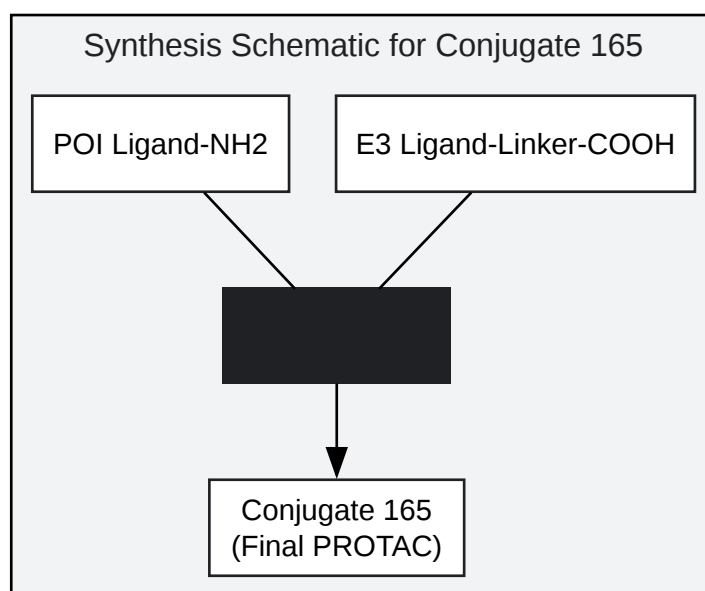 Synthesis Schematic for Conjugate 165
POI Ligand-NH2
E3 Ligand-Linker-COOH
Conjugate 165
(Final PROTAC)